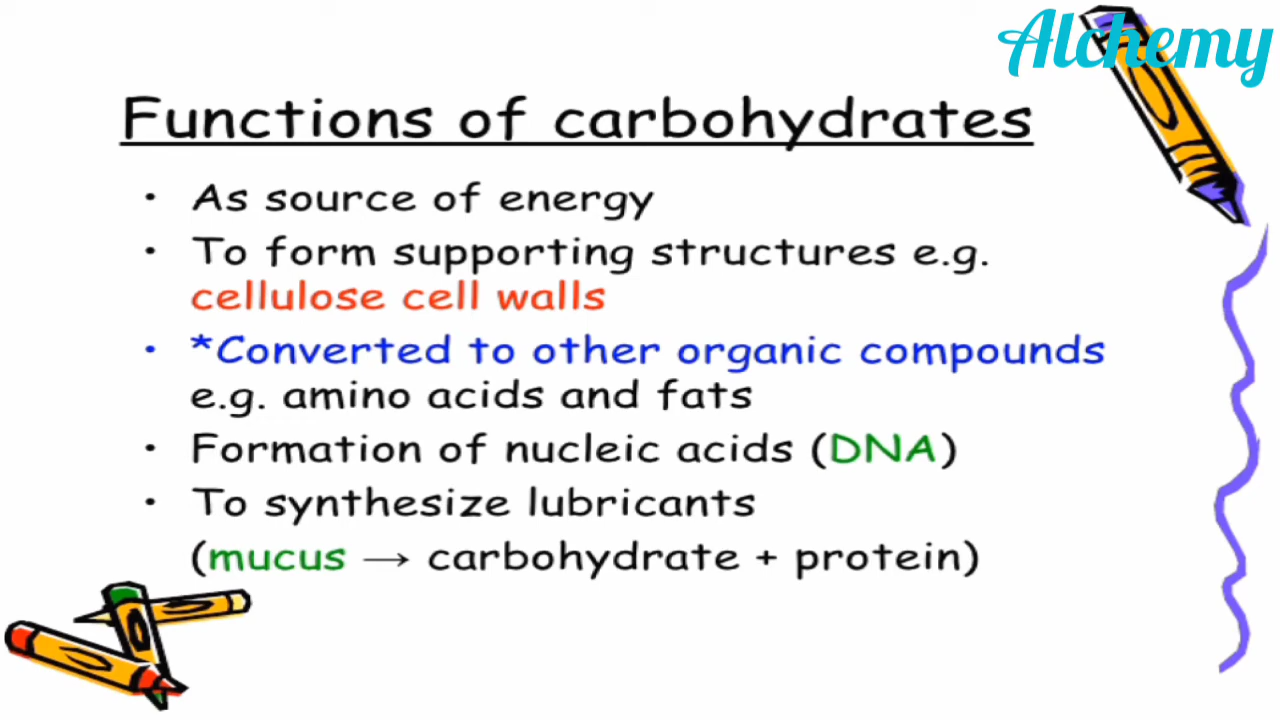 Alchemy
Functions of carbohydrates
• As source of energy
• To form supporting structures e.g.
cellulose cell walls
• *Converted to other organic compounds
e.g. amino acids and fats
• Formation of nucleic acids (DNA)
• To synthesize lubricants
(mucus → carbohydrate + protein)